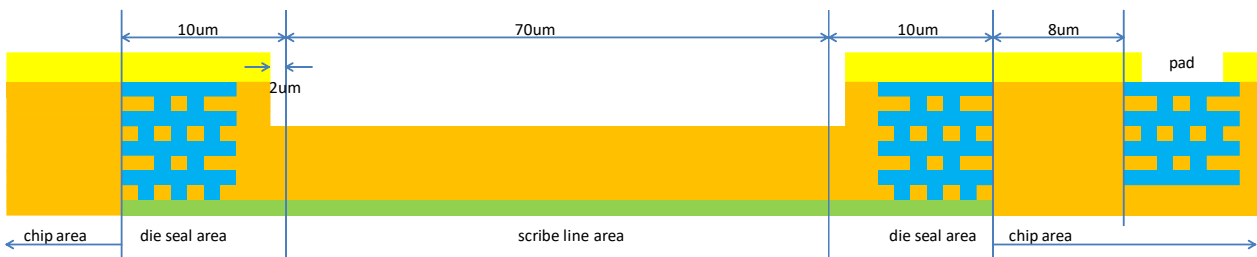 10um
70um
10um
8um
2um
pad
chip area
die seal area
scribe line area
die seal area
chip area